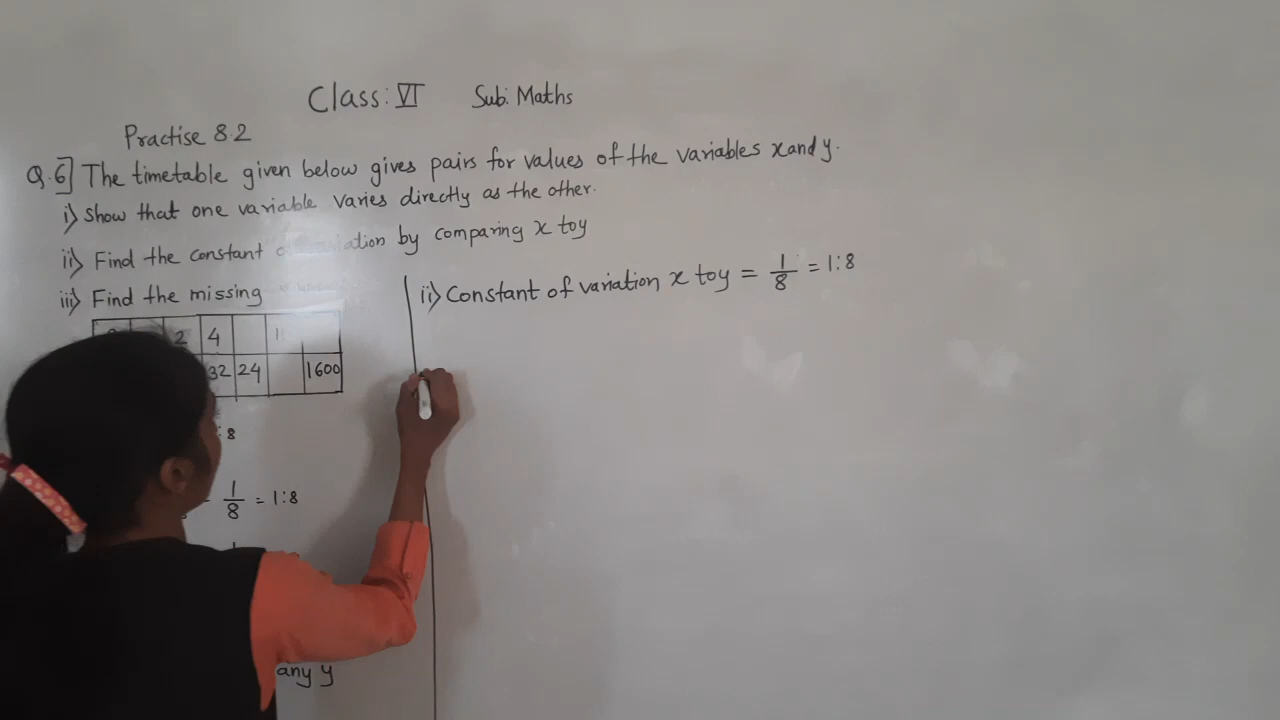 Class: VI Sub. Maths
Practise 8.2
Q.6] The timetable given below gives pairs for values of the variables x and y.
i) Show that one variable varies directly as the other.
ii) Find the constant by comparing x to y
iii) Find the missing
2 4
32 24 1600
: 8
1/8 = 1:8
any y
ii) Constant of variation x to y = 1/8 = 1:8